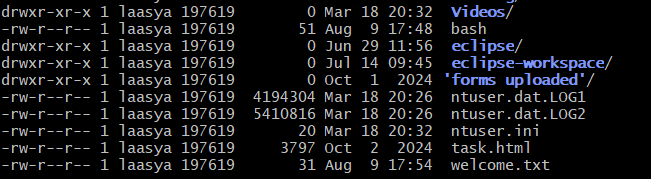 drwxr-xr-x 1 laasya 197619       0 Mar 18 20:32  Videos/
-rw-r--r-- 1 laasya 197619      51 Aug  9 17:48  bash
drwxr-xr-x 1 laasya 197619       0 Jun 29 11:56  eclipse/
drwxr-xr-x 1 laasya 197619       0 Jul 14 09:45  eclipse-workspace/
drwxr-xr-x 1 laasya 197619       0 Oct  1  2024 'forms uploaded'/
-rw-r--r-- 1 laasya 197619 4194304 Mar 18 20:26  ntuser.dat.LOG1
-rw-r--r-- 1 laasya 197619 5410816 Mar 18 20:26  ntuser.dat.LOG2
-rw-r--r-- 1 laasya 197619      20 Mar 18 20:32  ntuser.ini
-rw-r--r-- 1 laasya 197619    3797 Oct  2  2024  task.html
-rw-r--r-- 1 laasya 197619      31 Aug  9 17:54  welcome.txt